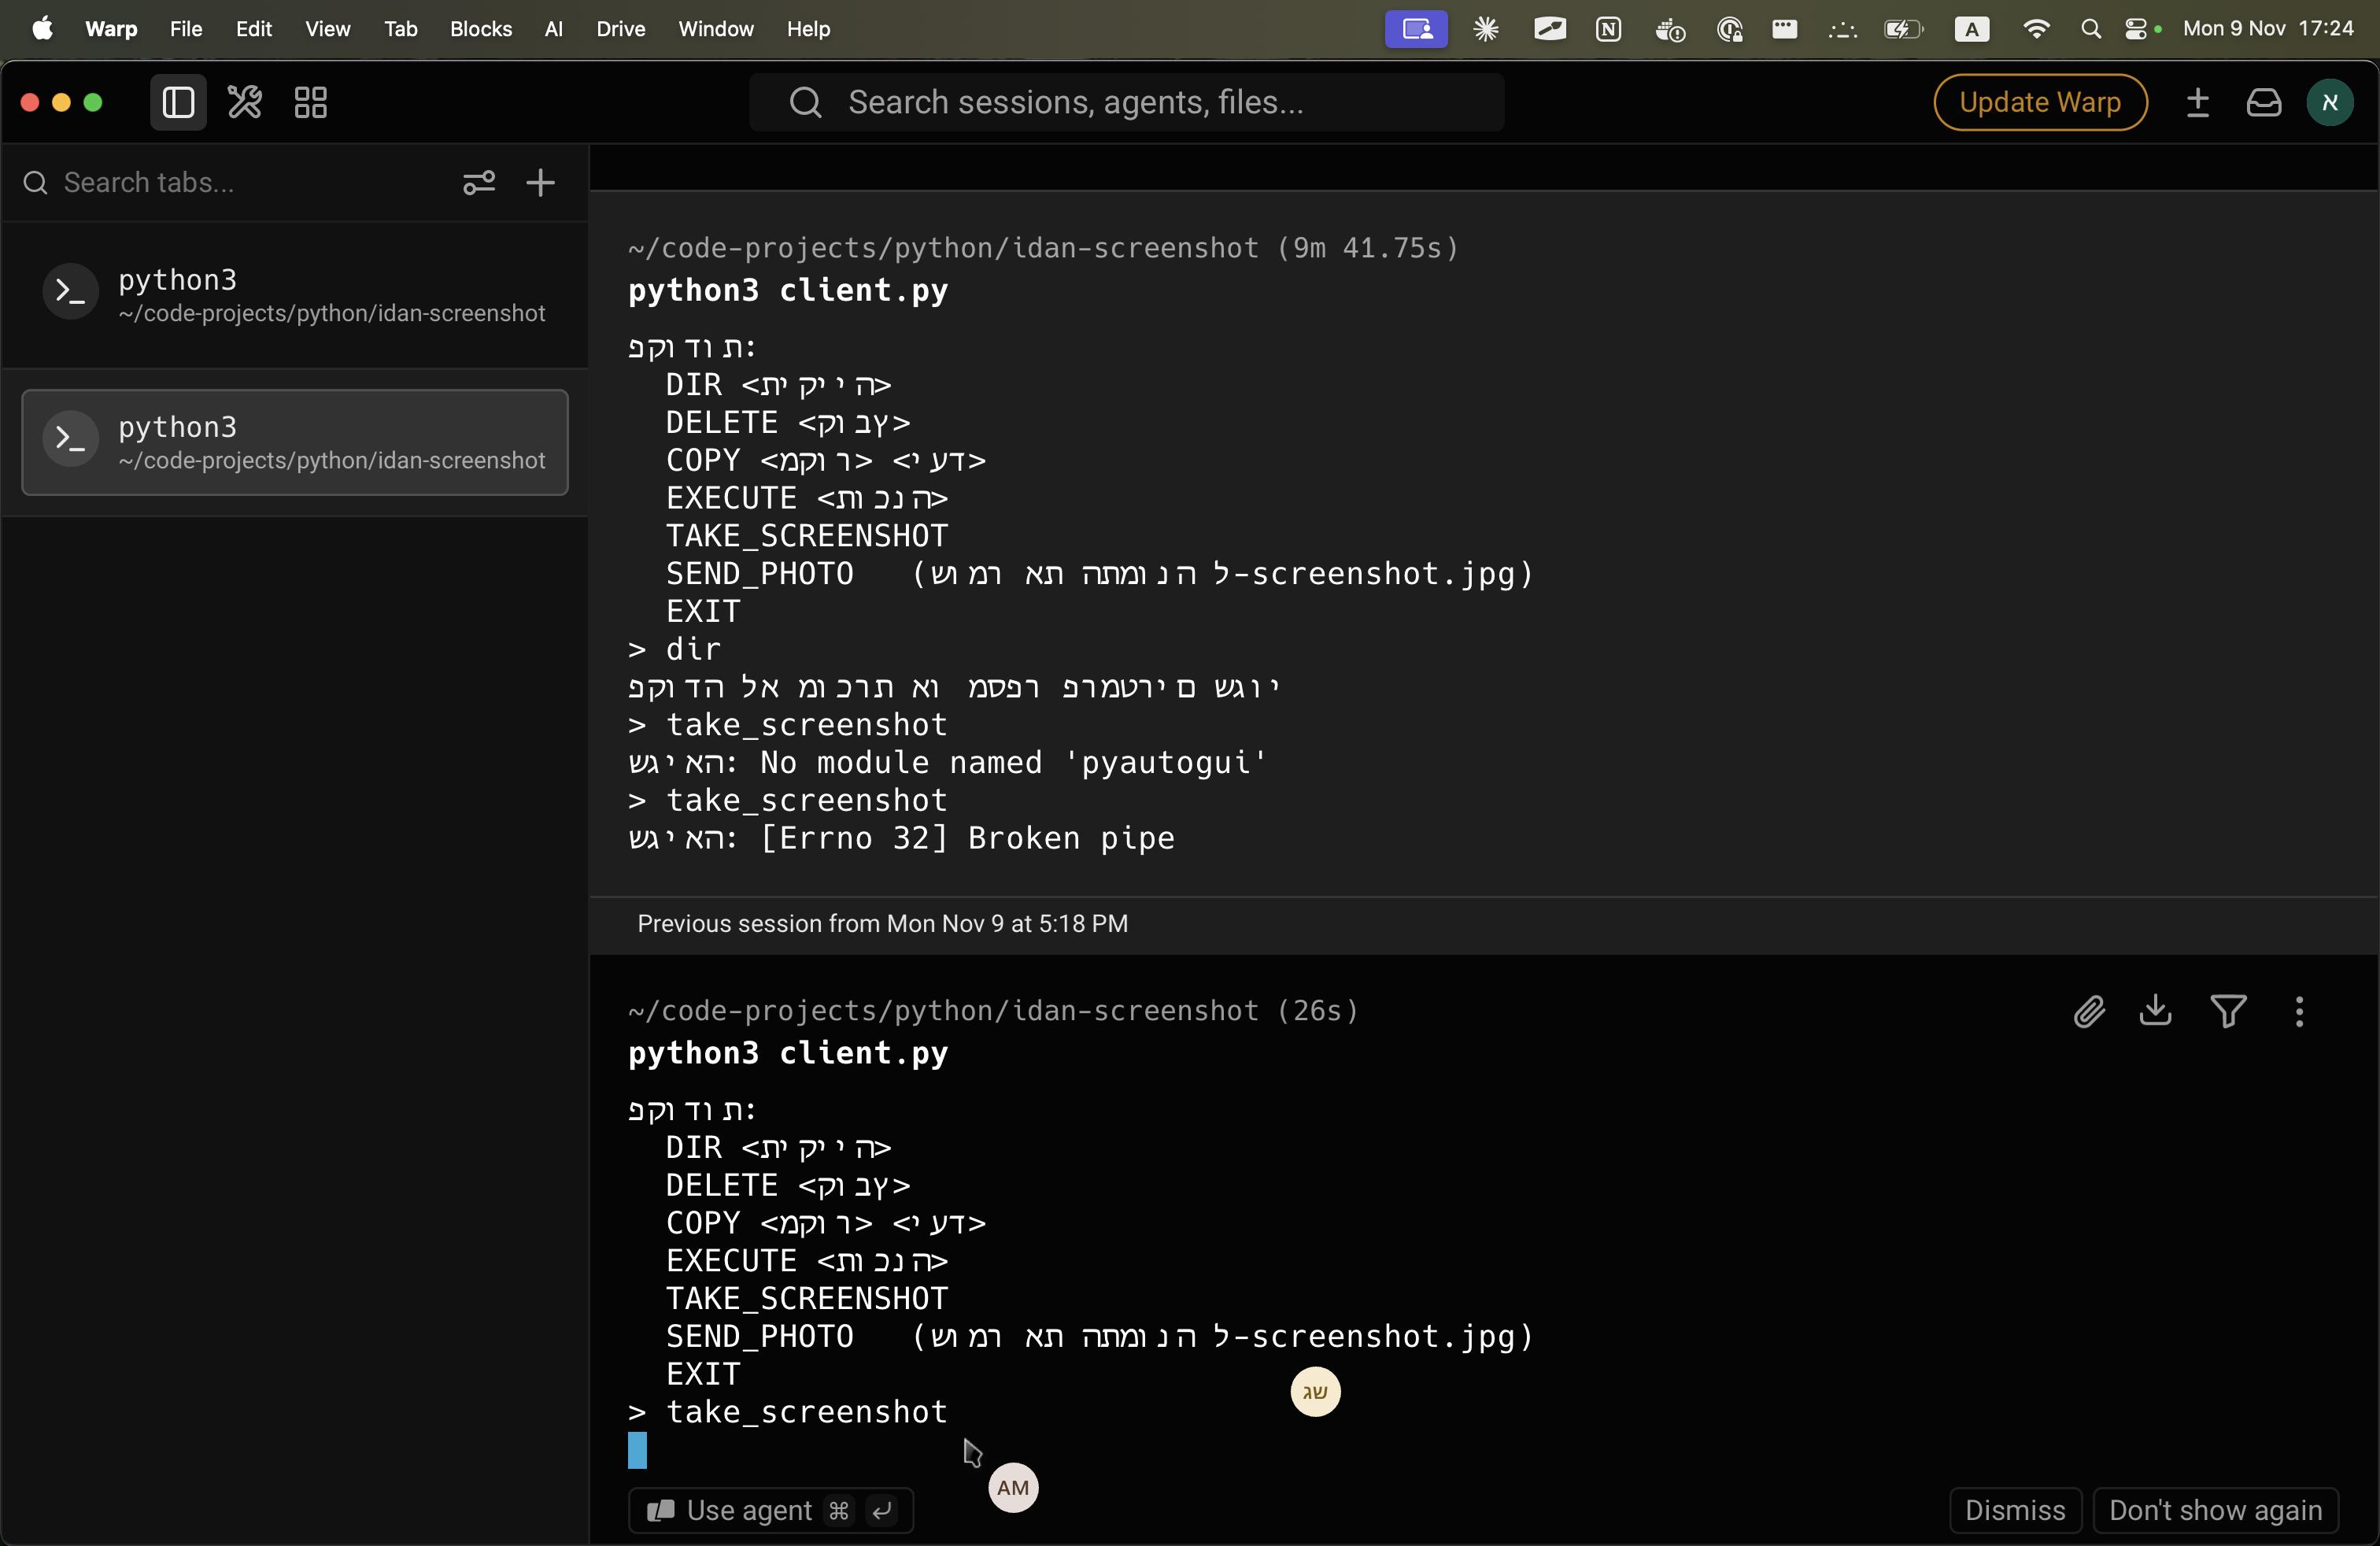 Warp File Edit View Tab Blocks AI Drive Window Help
A
Mon 9 Nov 17:24
Search sessions, agents, files...
Update Warp
א
Search tabs...
python3
~/code-projects/python/idan-screenshot
python3
~/code-projects/python/idan-screenshot
~/code-projects/python/idan-screenshot (9m 41.75s)
python3 client.py
פקודות:
DIR <תיקייה>
DELETE <קובץ>
COPY <מקור> <יעד>
EXECUTE <תוכנה>
TAKE_SCREENSHOT
SEND_PHOTO (שומר את התמונה ל-screenshot.jpg)
EXIT
> dir
פקודה לא מוכרת או מספר פרמטרים שגוי
> take_screenshot
שגיאה: No module named 'pyautogui'
> take_screenshot
שגיאה: [Errno 32] Broken pipe
Previous session from Mon Nov 9 at 5:18 PM
~/code-projects/python/idan-screenshot (26s)
python3 client.py
פקודות:
DIR <תיקייה>
DELETE <קובץ>
COPY <מקור> <יעד>
EXECUTE <תוכנה>
TAKE_SCREENSHOT
SEND_PHOTO (שומר את התמונה ל-screenshot.jpg)
EXIT
> take_screenshot
שג
AM
Use agent ⌘ ↵
Dismiss
Don't show again